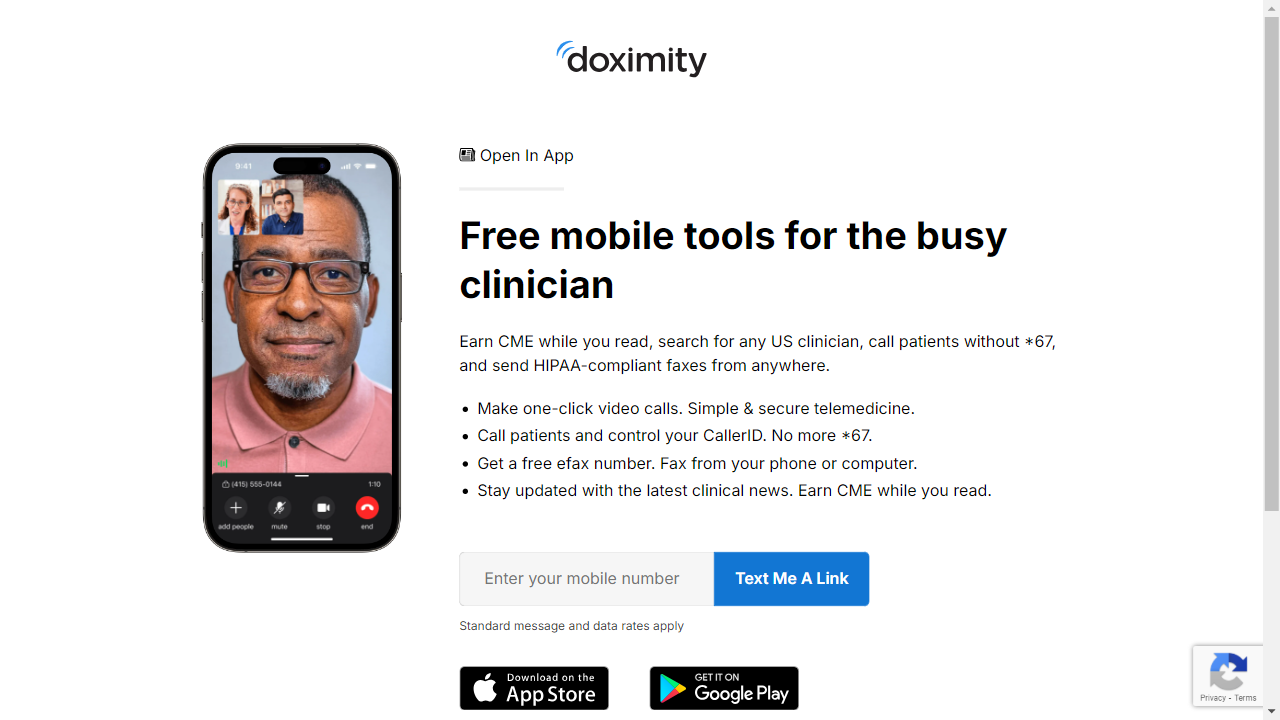 doximity
Open In App
Free mobile tools for the busy
clinician
Earn CME while you read, search for any US clinician, call patients without *67,
and send HIPAA-compliant faxes from anywhere.
• Make one-click video calls. Simple & secure telemedicine.
• Call patients and control your CallerID. No more *67.
• Get a free efax number. Fax from your phone or computer.
• Stay updated with the latest clinical news. Earn CME while you read.
9:41
(415) 555-0144 1:10
add people mute stop end
Enter your mobile number Text Me A Link
Standard message and data rates apply
Download on the
App Store
GET IT ON
Google Play
Privacy - Terms